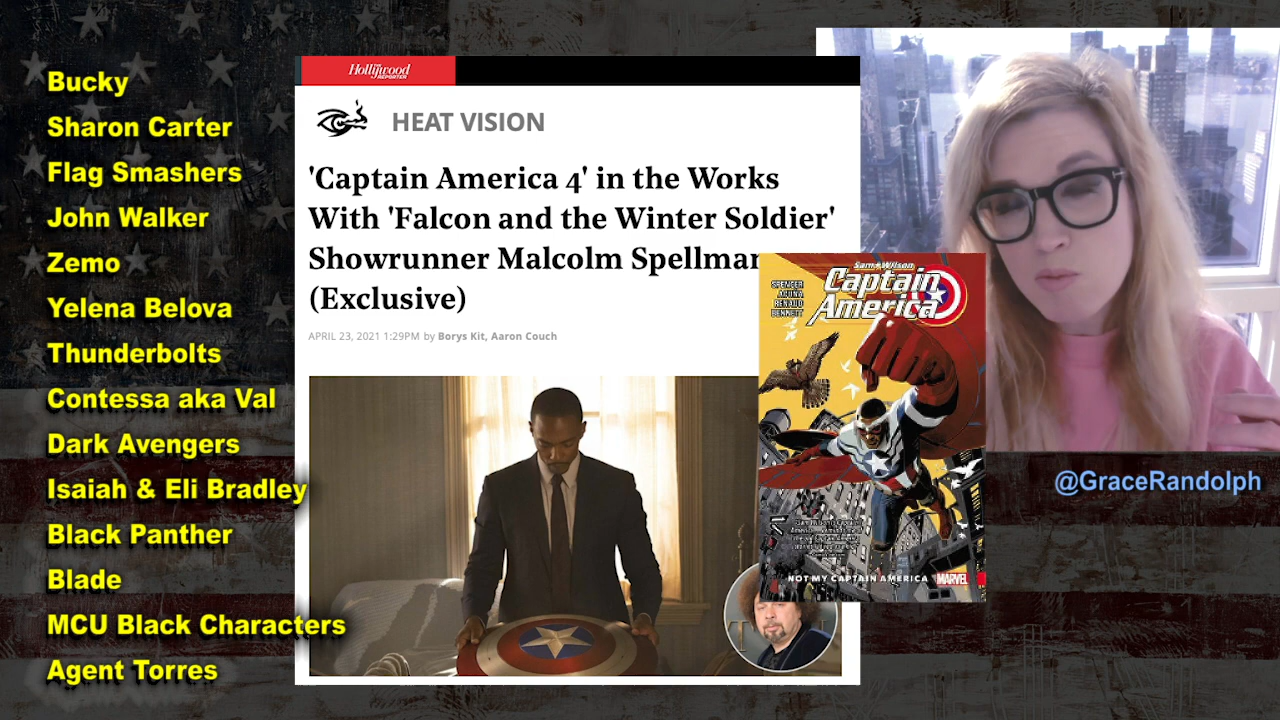 Bucky
Sharon Carter
Flag Smashers
John Walker
Zemo
Yelena Belova
Thunderbolts
Contessa aka Val
Dark Avengers
Isaiah & Eli Bradley
Black Panther
Blade
MCU Black Characters
Agent Torres
Hollywood
REPORTER
HEAT VISION
'Captain America 4' in the Works
With 'Falcon and the Winter Soldier'
Showrunner Malcolm Spellman
(Exclusive)
APRIL 23, 2021 1:29PM by Borys Kit, Aaron Couch
Sam Wilson
Captain
America
SPENCER
ACUÑA
RENAUD
BENNETT
NOT MY CAPTAIN AMERICA
MARVEL
@GraceRandolph